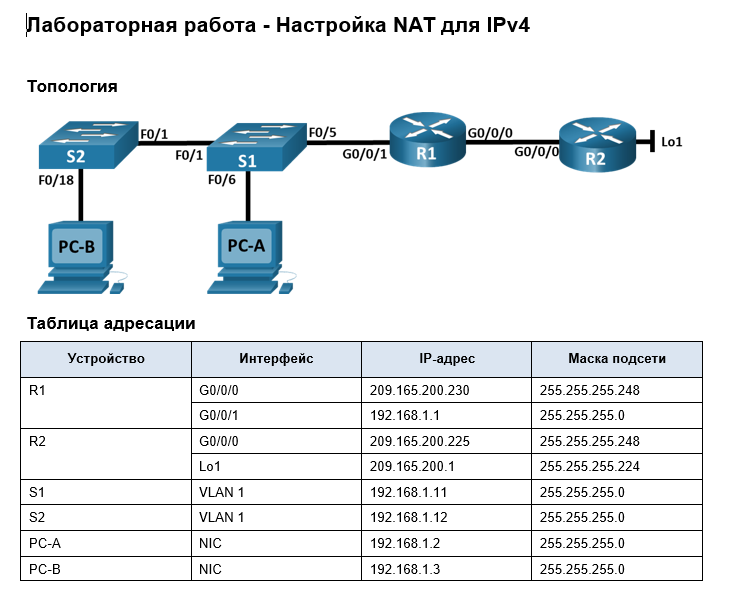 Лабораторная работа - Настройка NAT для IPv4
Топология
F0/1
F0/5
G0/0/0
Lo1
S2
F0/1
S1
G0/0/1
R1
G0/0/0
R2
F0/18
F0/6
PC-B
PC-A
Таблица адресации
Устройство Интерфейс IP-адрес Маска подсети
R1 G0/0/0 209.165.200.230 255.255.255.248
G0/0/1 192.168.1.1 255.255.255.0
R2 G0/0/0 209.165.200.225 255.255.255.248
Lo1 209.165.200.1 255.255.255.224
S1 VLAN 1 192.168.1.11 255.255.255.0
S2 VLAN 1 192.168.1.12 255.255.255.0
PC-A NIC 192.168.1.2 255.255.255.0
PC-B NIC 192.168.1.3 255.255.255.0